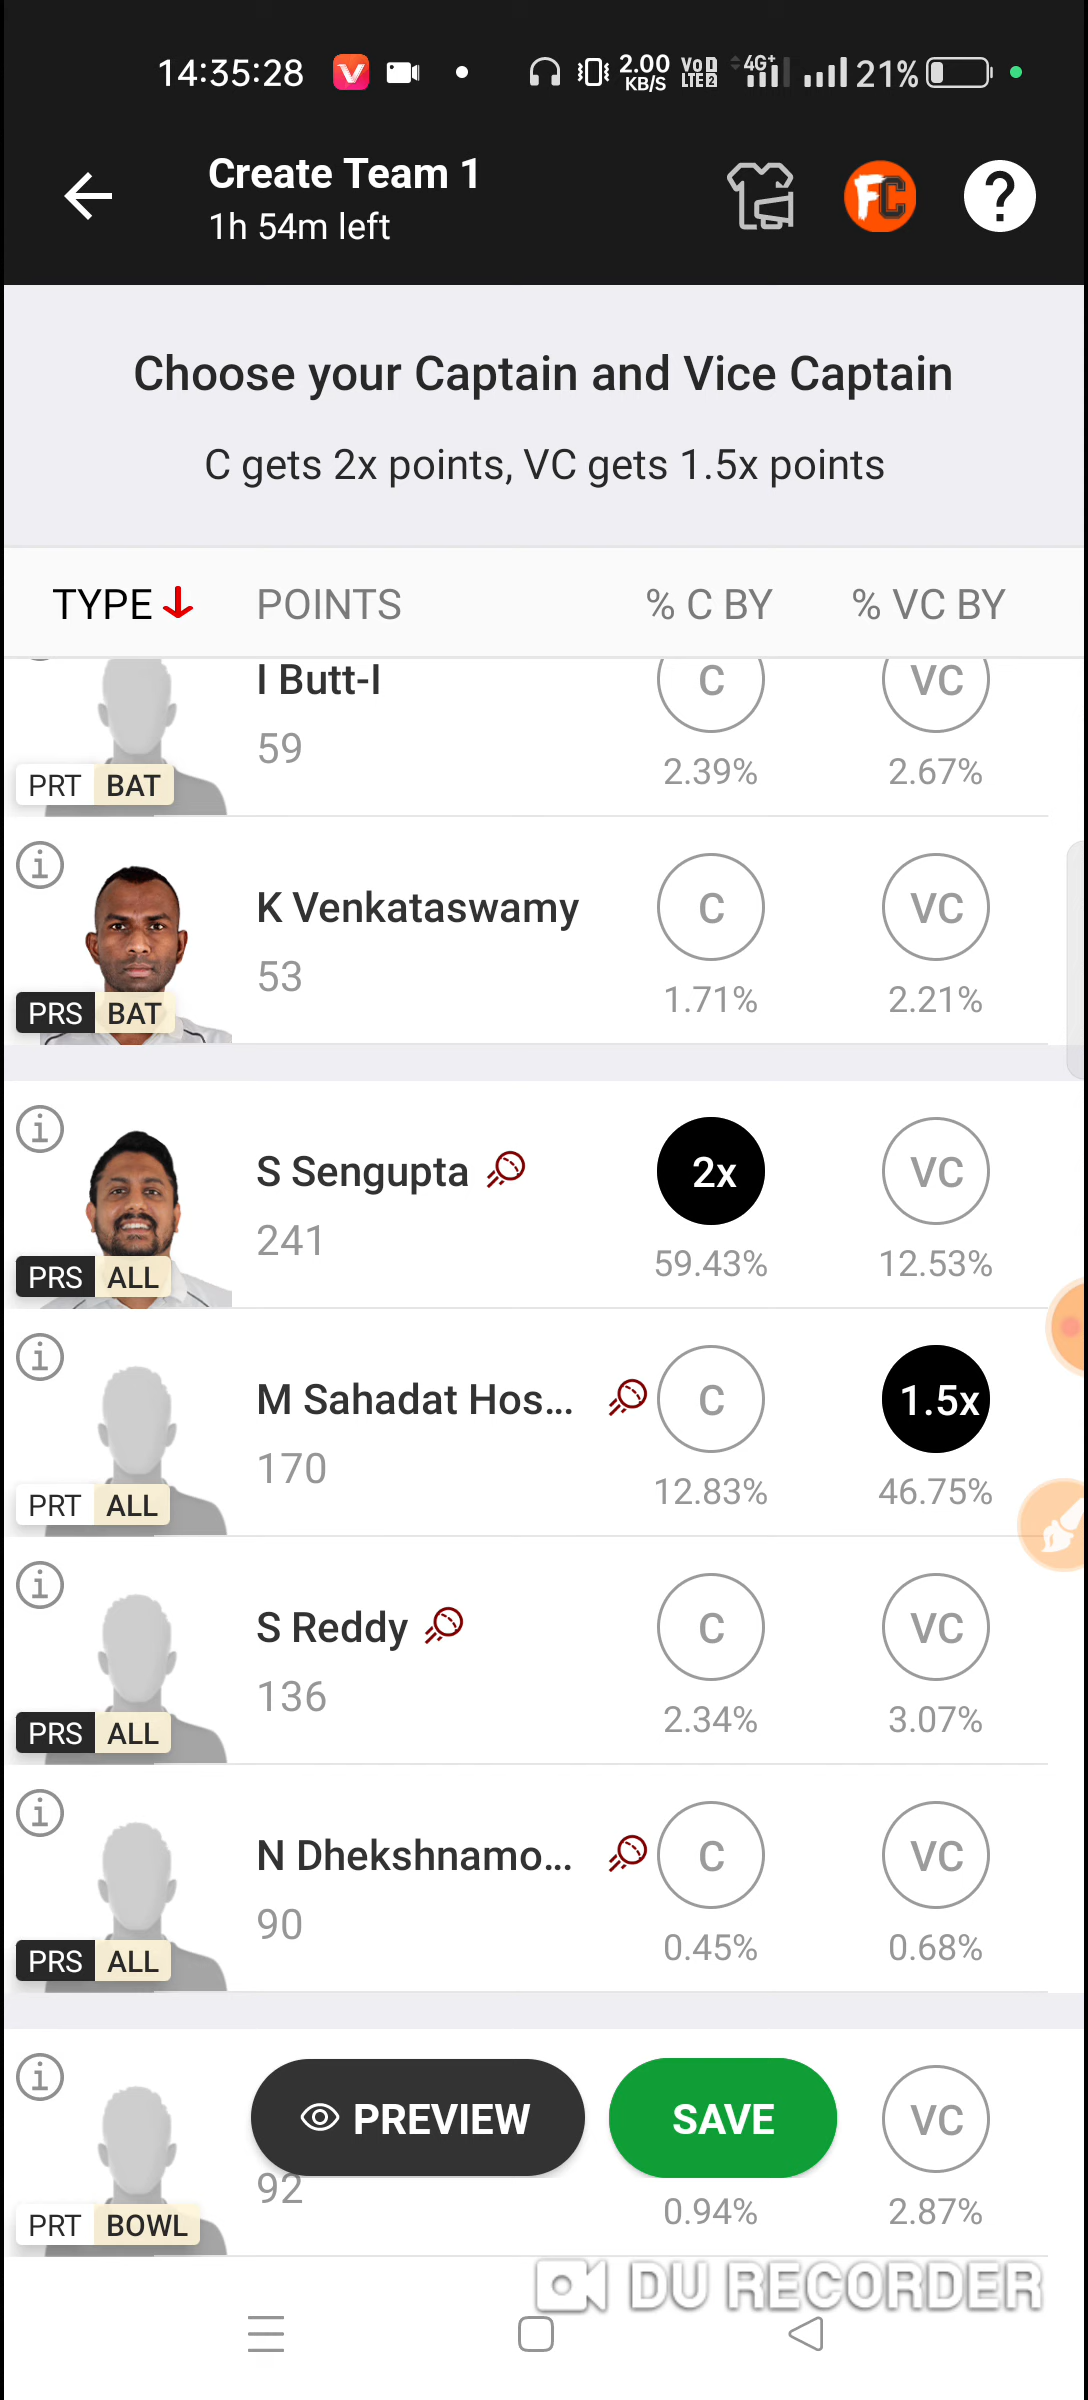 14:35:28
2.00 KB/S
VoD LTE 2
4G+
21%
Create Team 1
1h 54m left
FC
?
Choose your Captain and Vice Captain
C gets 2x points, VC gets 1.5x points
TYPE POINTS % C BY % VC BY
I Butt-I C VC
59 2.39% 2.67%
PRT BAT
K Venkataswamy C VC
53 1.71% 2.21%
PRS BAT
S Sengupta 2x VC
241 59.43% 12.53%
PRS ALL
M Sahadat Hos... C 1.5x
170 12.83% 46.75%
PRT ALL
S Reddy C VC
136 2.34% 3.07%
PRS ALL
N Dhekshnamo... C VC
90 0.45% 0.68%
PRS ALL
PREVIEW SAVE VC
92 0.94% 2.87%
PRT BOWL
DU RECORDER